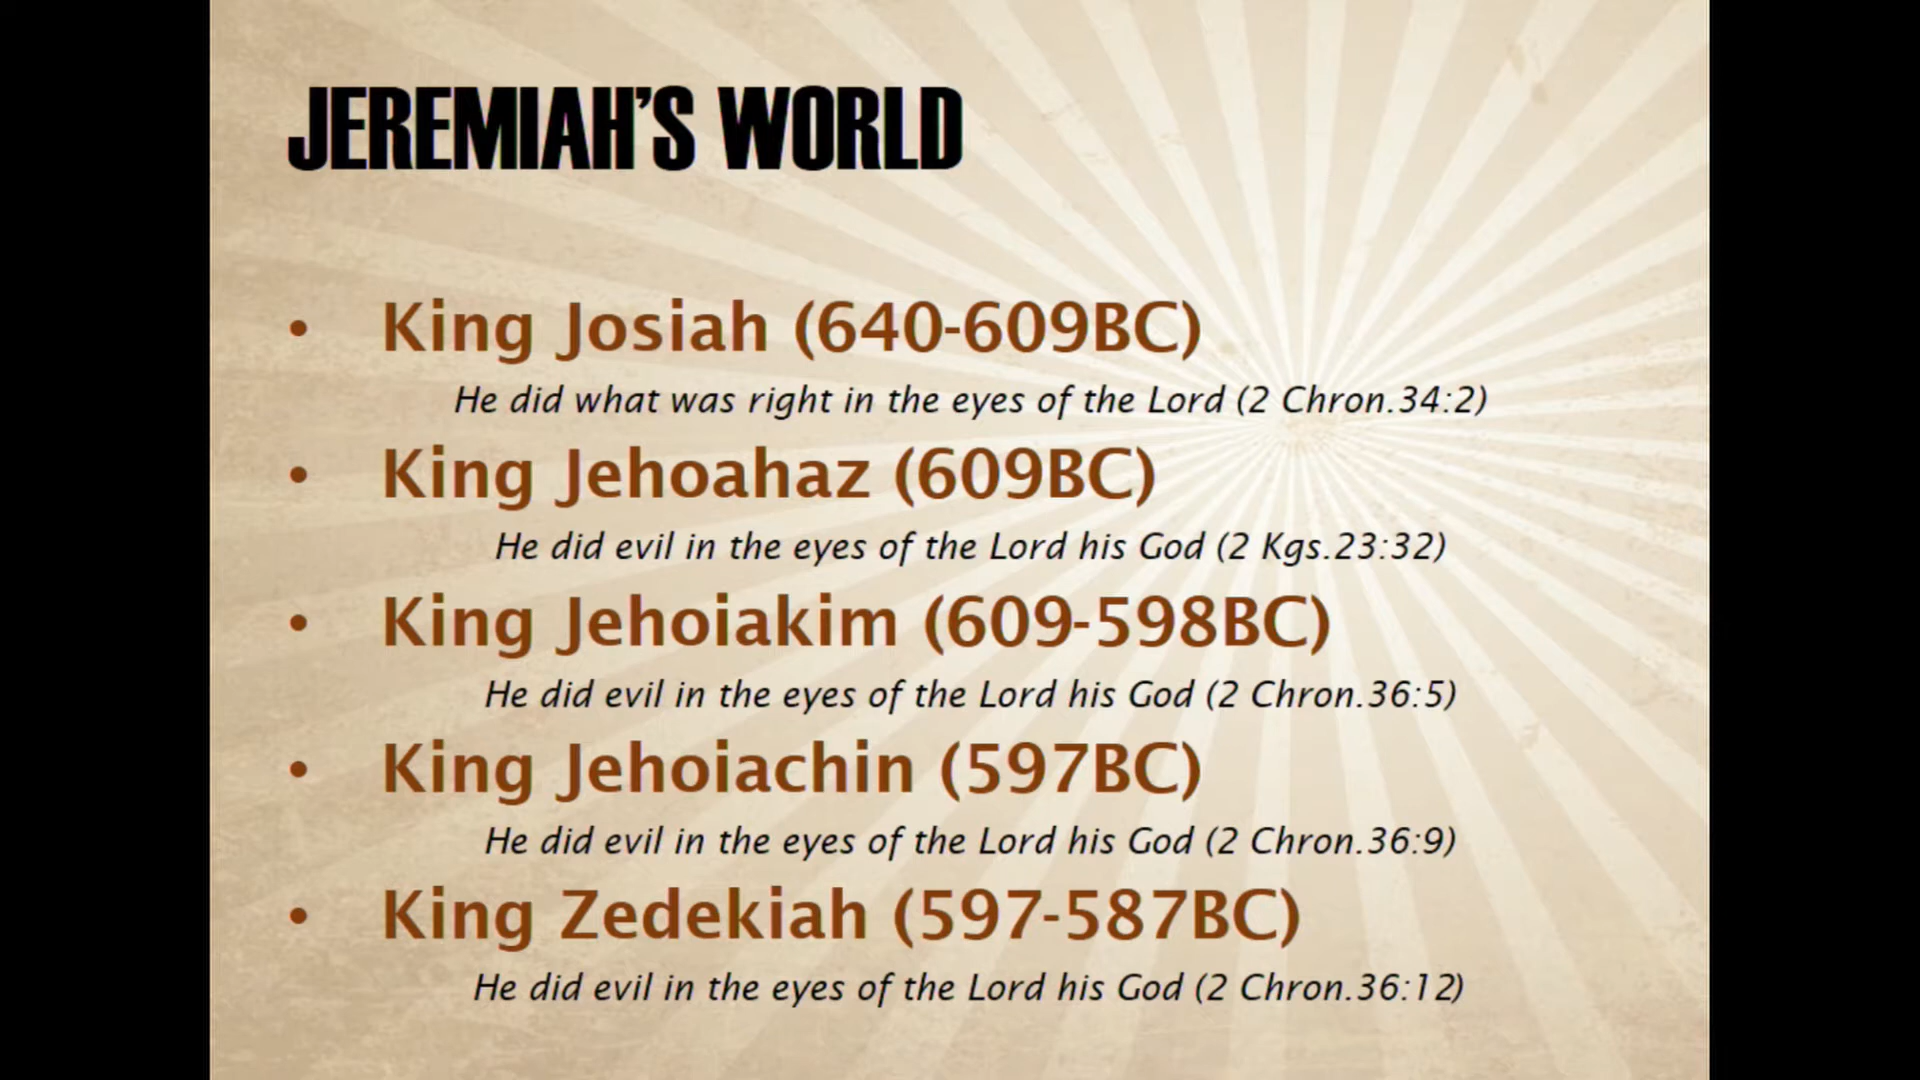 JEREMIAH'S WORLD
• King Josiah (640-609BC)
He did what was right in the eyes of the Lord (2 Chron.34:2)
• King Jehoahaz (609BC)
He did evil in the eyes of the Lord his God (2 Kgs.23:32)
• King Jehoiakim (609-598BC)
He did evil in the eyes of the Lord his God (2 Chron.36:5)
• King Jehoiachin (597BC)
He did evil in the eyes of the Lord his God (2 Chron.36:9)
• King Zedekiah (597-587BC)
He did evil in the eyes of the Lord his God (2 Chron.36:12)